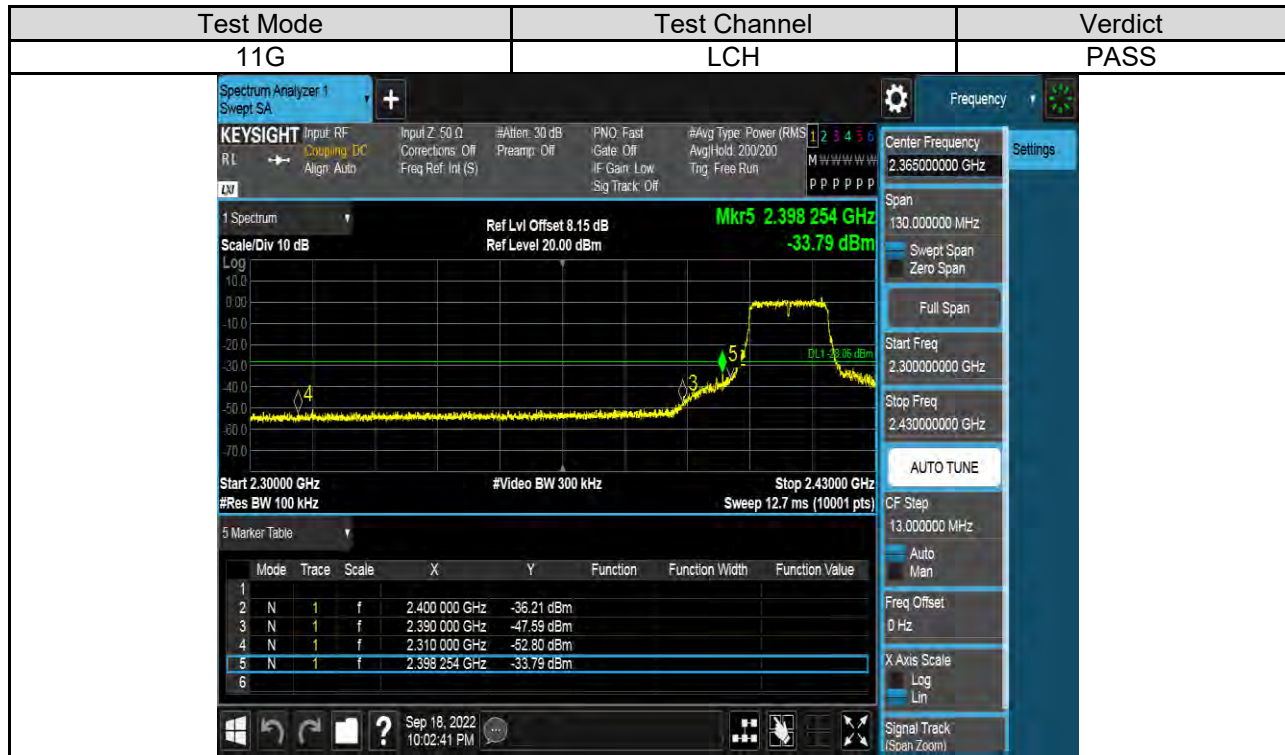 Test Mode Test Channel Verdict
11G LCH PASS
Spectrum Analyzer 1
Swept SA
+
Frequency
KEYSIGHT Input: RF Input Z: 50 Ω #Atten: 30 dB PNO: Fast #Avg Type: Power (RMS 1 2 3 4 5 6
RL Coupling: DC Corrections: Off Preamp: Off Gate: Off Avg|Hold: 200/200 M W W W W W
Align: Auto Freq Ref: Int (S) IF Gain: Low Trig: Free Run
LXI Sig Track: Off P P P P P P
Center Frequency
2.365000000 GHz
Settings
1 Spectrum
Ref Lvl Offset 8.15 dB
Mkr5 2.398 254 GHz
Scale/Div 10 dB
Ref Level 20.00 dBm
-33.79 dBm
Span
130.000000 MHz
Swept Span
Zero Span
Full Span
Start Freq
2.300000000 GHz
Stop Freq
2.430000000 GHz
AUTO TUNE
CF Step
13.000000 MHz
Auto
Man
Freq Offset
0 Hz
X Axis Scale
Log
Lin
Signal Track
(Span Zoom)
Log
10.0
0.00
-10.0
-20.0
-30.0
-40.0
-50.0
-60.0
-70.0
5
3
4
Start 2.30000 GHz #Video BW 300 kHz Stop 2.43000 GHz
#Res BW 100 kHz Sweep 12.7 ms (10001 pts)
5 Marker Table
Mode Trace Scale X Y Function Function Width Function Value
1
2 N 1 f 2.400 000 GHz -36.21 dBm
3 N 1 f 2.390 000 GHz -47.59 dBm
4 N 1 f 2.310 000 GHz -52.80 dBm
5 N 1 f 2.398 254 GHz -33.79 dBm
6
? Sep 18, 2022
10:02:41 PM